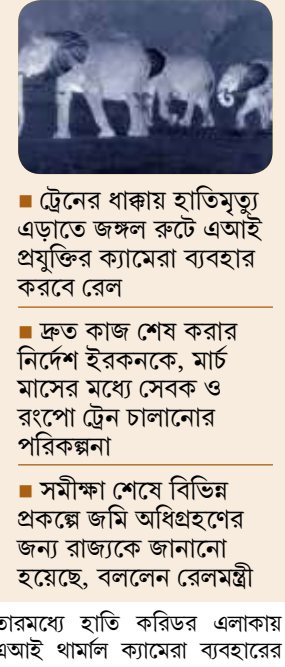 ■ ট্রেনের ধাক্কায় হাতিমৃত্যু
এড়াতে জঙ্গল রুটে এআই
প্রযুক্তির ক্যামেরা ব্যবহার
করবে রেল
■ দ্রুত কাজ শেষ করার
নির্দেশ ইরকনকে, মার্চ
মাসের মধ্যে সেবক ও
রংপো ট্রেন চালানোর
পরিকল্পনা
■ সমীক্ষা শেষে বিভিন্ন
প্রকল্পে জমি অধিগ্রহণের
জন্য রাজ্যকে জানানো
হয়েছে, বললেন রেলমন্ত্রী
তারমধ্যে হাতি করিডর এলাকায়
এআই থার্মাল ক্যামেরা ব্যবহারের